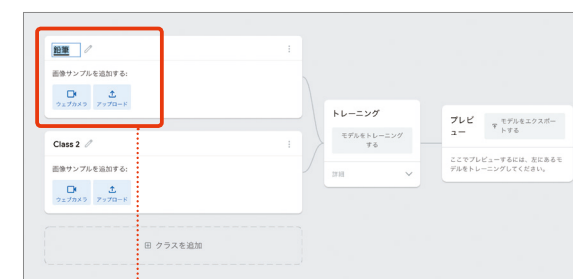 鉛筆
画像サンプルを追加する:
ウェブカメラ
アップロード
Class 2
画像サンプルを追加する:
ウェブカメラ
アップロード
クラスを追加
トレーニング
モデルをトレーニング
する
詳細
プレビ
ュー
モデルをエクスポー
トする
ここでプレビューするには、左にあるモ
デルをトレーニングしてください。